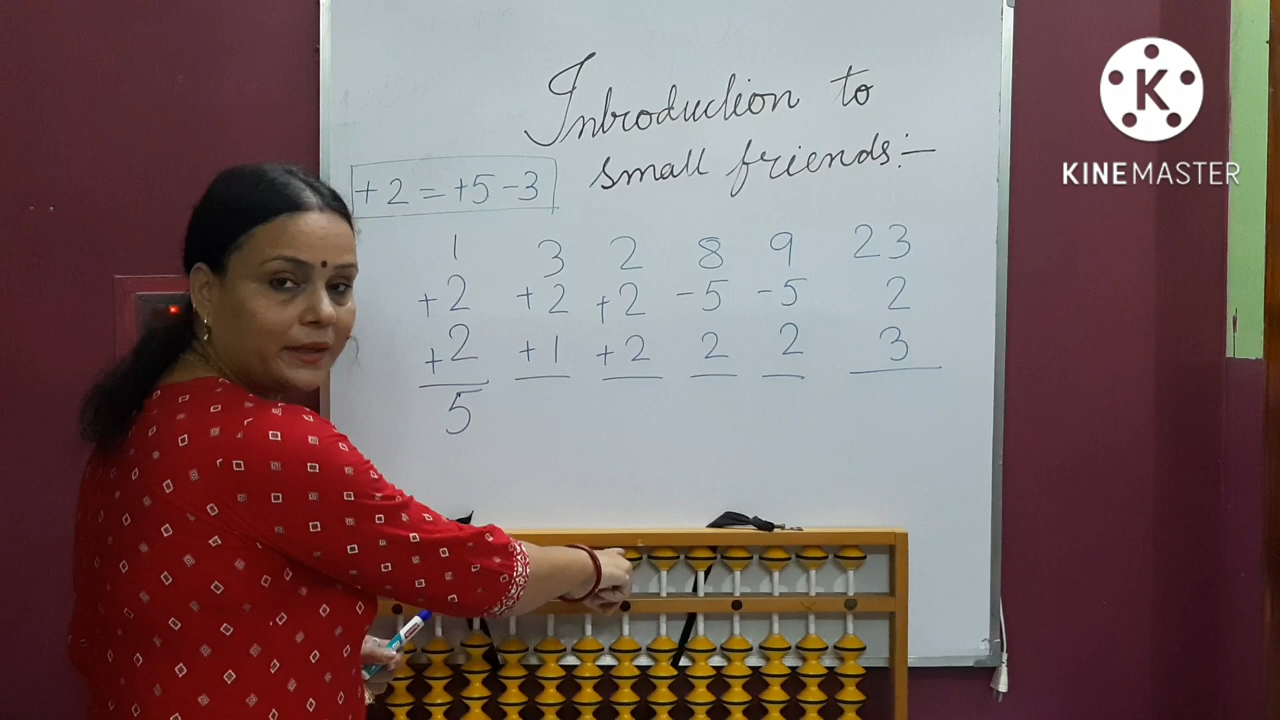 Introduction to
small friends:-
+2 = +5 -3
1 3 2 8 9 23
+2 +2 +2 -5 -5 2
+2 +1 +2 2 2 3
5
K
KINEMASTER